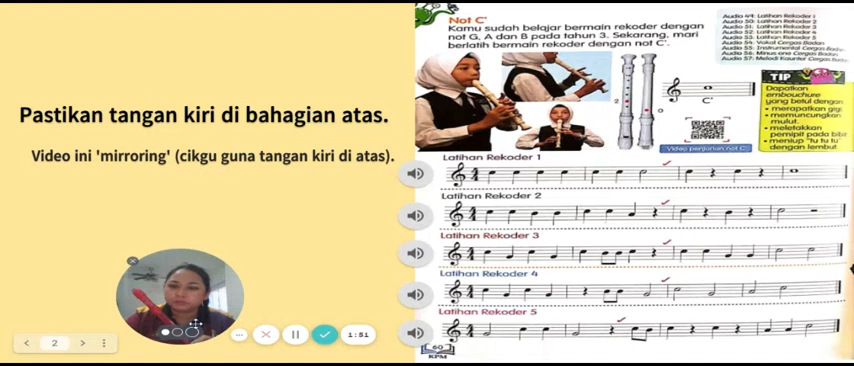 Pastikan tangan kiri di bahagian atas.
Video ini 'mirroring' (cikgu guna tangan kiri di atas).
2
1:51
Not C'
Kamu sudah belajar bermain rekoder dengan
not G, A dan B pada tahun 3. Sekarang, mari
berlatih bermain rekoder dengan not C'.
Audio 49: Latihan Rekoder 1
Audio 50: Latihan Rekoder 2
Audio 51: Latihan Rekoder 3
Audio 52: Latihan Rekoder 4
Audio 53: Latihan Rekoder 5
Audio 54: Vokal Cergas Badan
Audio 55: Instrumental Cergas Badan
Audio 56: Minus one Cergas Badan
Audio 57: Melodi Kaunter Cergas
C'
TIP
Dapatkan
embouchure
yang betul dengan
• merapatkan gigi
• memuncungkan
mulut.
• meletakkan
pemipit pada bibir
• meniup "tu tu tu"
dengan lembut.
Video perjarian not C'
Latihan Rekoder 1
Latihan Rekoder 2
Latihan Rekoder 3
Latihan Rekoder 4
Latihan Rekoder 5
60
KPM